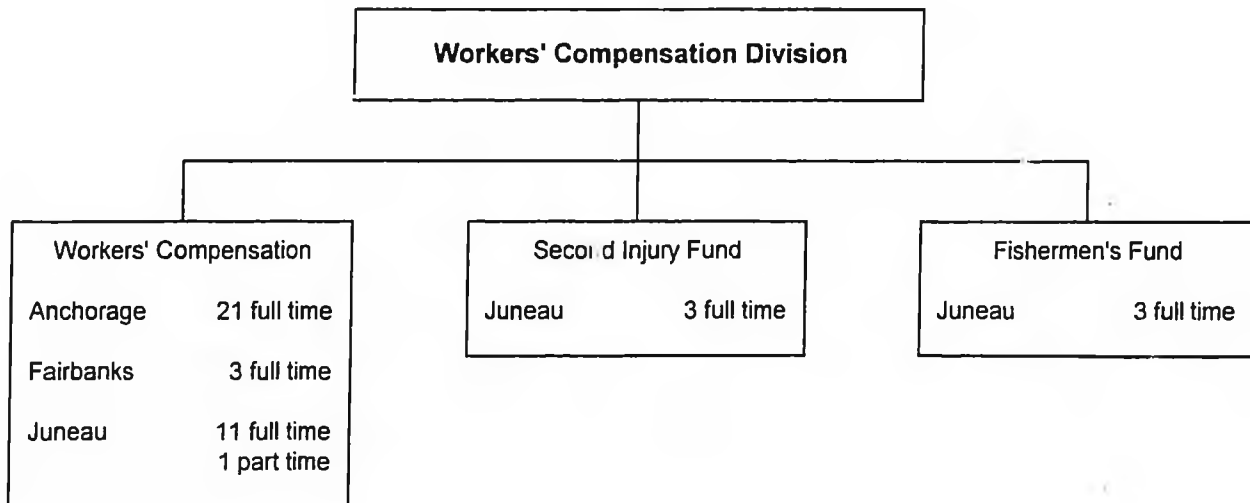 Workers' Compensation Division
Workers' Compensation
Anchorage 21 full time
Fairbanks 3 full time
Juneau 11 full time
1 part time
Second Injury Fund
Juneau 3 full time
Fishermen's Fund
Juneau 3 full time